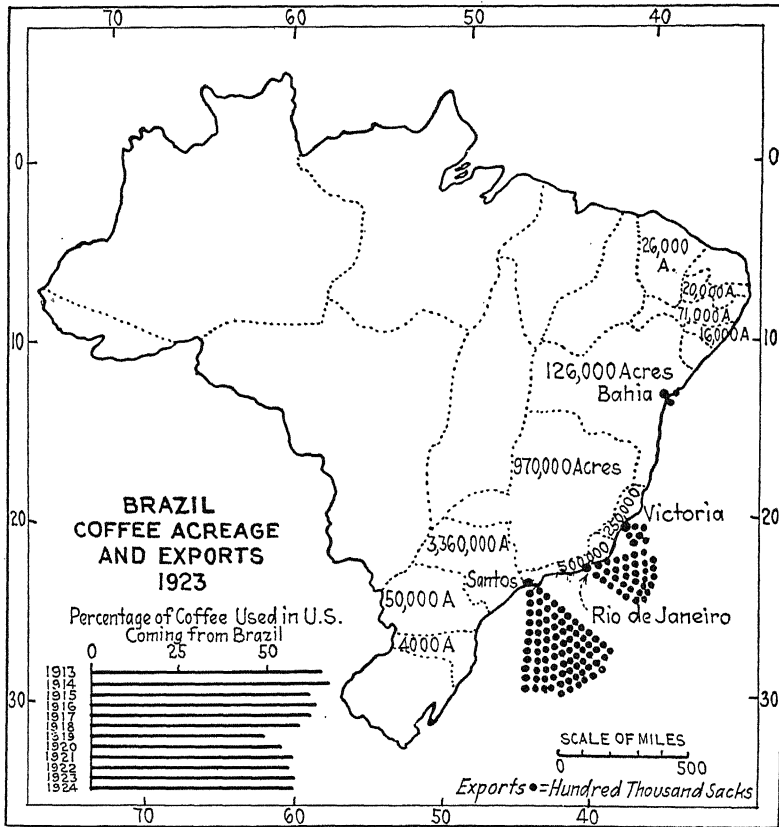 70 60 50 40
0 0
26,000
A.
20,000A.
71,000A.
16,000A
10 10
126,000 Acres
Bahia
970,000 Acres
250,000
Victoria
20 20
3,360,000 A
500,000
Santos
Rio de Janeiro
50,000 A
4000 A
BRAZIL
COFFEE ACREAGE
AND EXPORTS
1923
Percentage of Coffee Used in U.S.
Coming from Brazil
0 25 50
1913
1914
1915
1916
1917
1918
1919
1920
1921
1922
1923
1924
30 30
SCALE OF MILES
0 500
Exports ●=Hundred Thousand Sacks
70 60 50 40